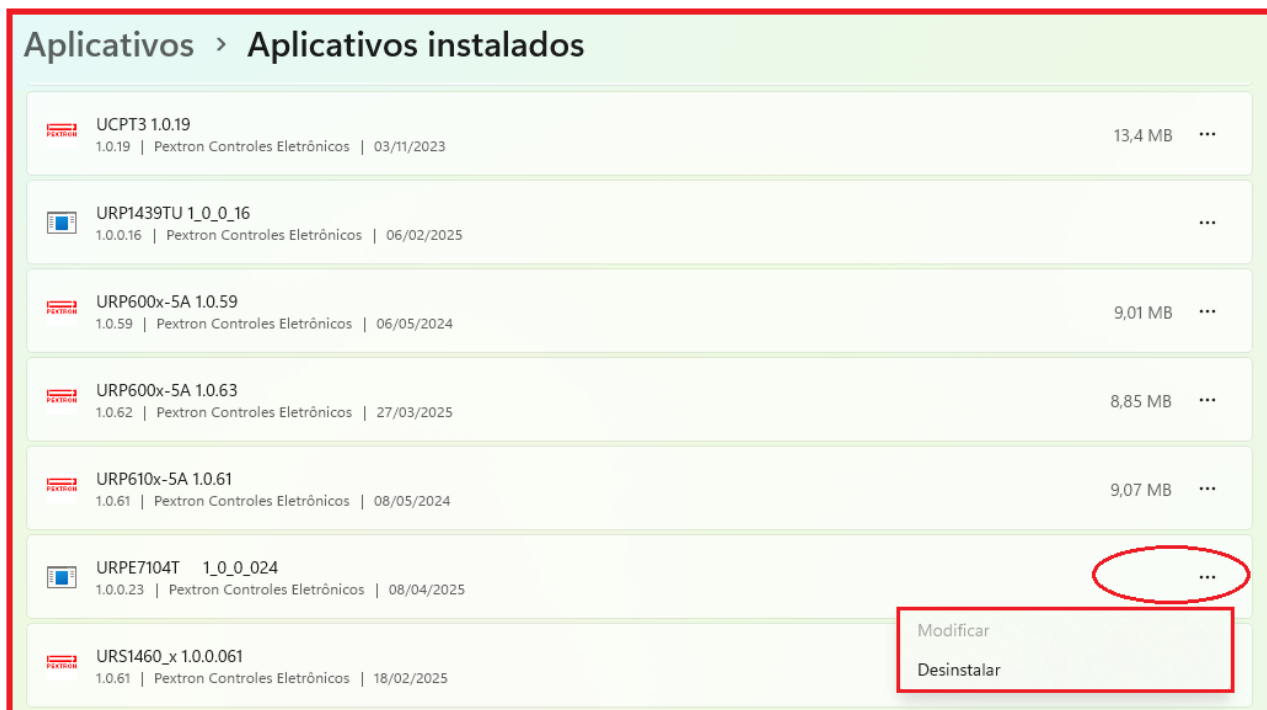 Aplicativos > Aplicativos instalados
PEXTRON
UCPT3 1.0.19
13,4 MB
1.0.19 | Pextron Controles Eletrônicos | 03/11/2023
URP1439TU 1_0_0_16
1.0.0.16 | Pextron Controles Eletrônicos | 06/02/2025
PEXTRON
URP600x-5A 1.0.59
9,01 MB
1.0.59 | Pextron Controles Eletrônicos | 06/05/2024
PEXTRON
URP600x-5A 1.0.63
8,85 MB
1.0.62 | Pextron Controles Eletrônicos | 27/03/2025
PEXTRON
URP610x-5A 1.0.61
9,07 MB
1.0.61 | Pextron Controles Eletrônicos | 08/05/2024
URPE7104T 1_0_0_024
1.0.0.23 | Pextron Controles Eletrônicos | 08/04/2025
Modificar
Desinstalar
PEXTRON
URS1460_x 1.0.0.061
1.0.61 | Pextron Controles Eletrônicos | 18/02/2025